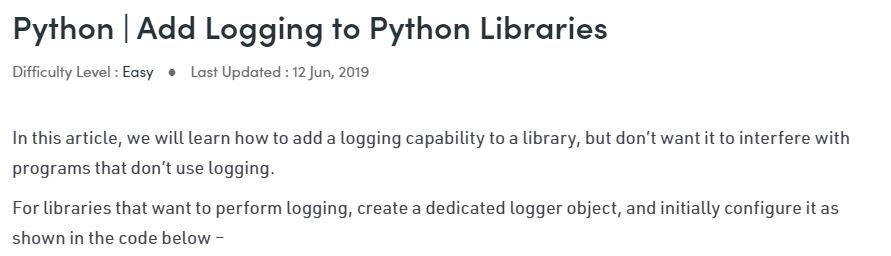 Python | Add Logging to Python Libraries
Difficulty Level : Easy ● Last Updated : 12 Jun, 2019
In this article, we will learn how to add a logging capability to a library, but don’t want it to interfere with
programs that don’t use logging.
For libraries that want to perform logging, create a dedicated logger object, and initially configure it as
shown in the code below –